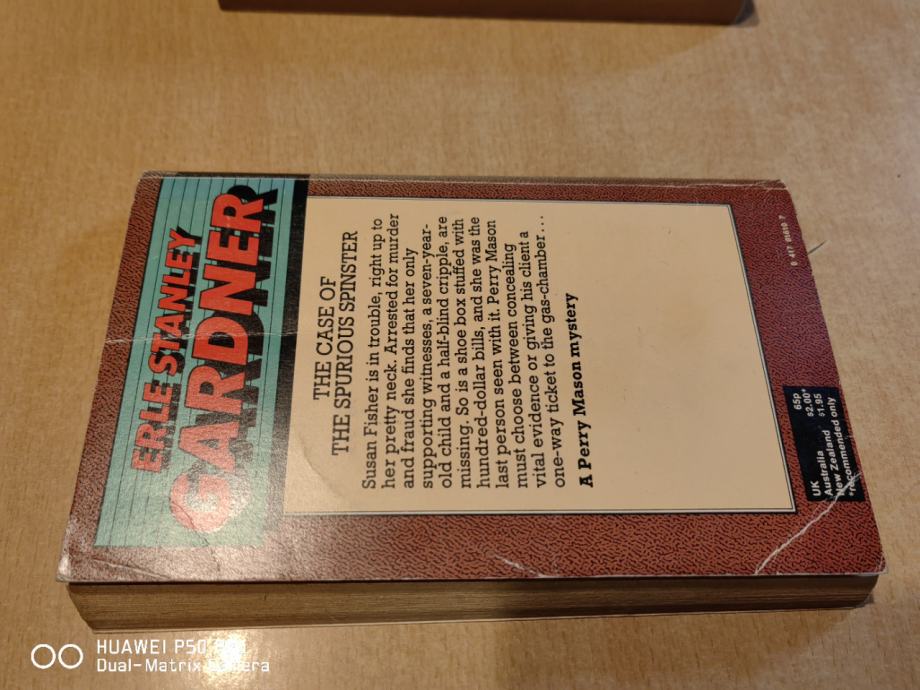 ERLE STANLEY
GARDNER
THE CASE OF
THE SPURIOUS SPINSTER
Susan Fisher is in trouble, right up to
her pretty neck. Arrested for murder
and fraud she finds that her only
supporting witnesses, a seven-year-
old child and a half-blind cripple, are
missing. So is a shoe box stuffed with
hundred-dollar bills, and she was the
last person seen with it. Perry Mason
must choose between concealing
vital evidence or giving his client a
one-way ticket to the gas-chamber...
A Perry Mason mystery
UK 65p
Australia $2.00*
New Zealand $1.95
*recommended only
0 417
HUAWEI P50
Dual-Matrix